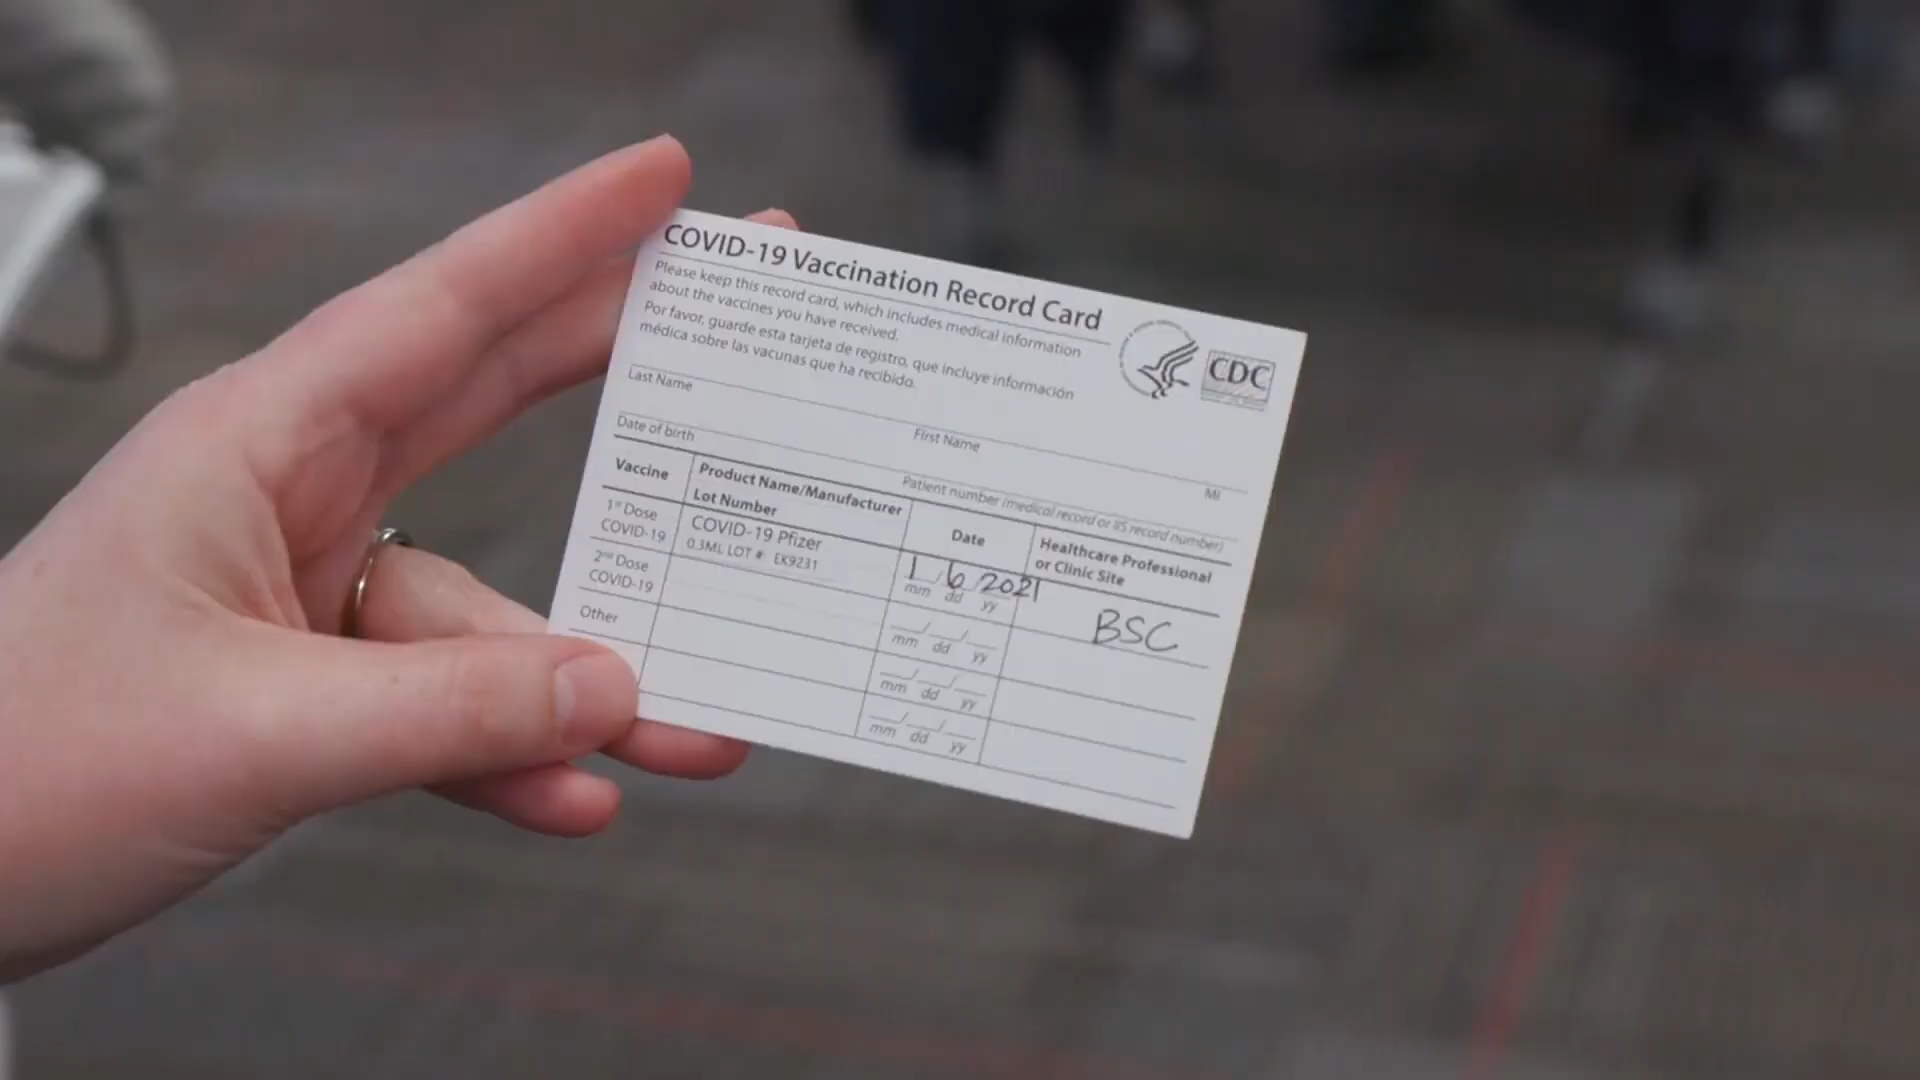 COVID-19 Vaccination Record Card
Please keep this record card, which includes medical information
about the vaccines you have received.
Por favor, guarde esta tarjeta de registro, que incluye información
médica sobre las vacunas que ha recibido.
CDC
Last Name
First Name
MI
Date of birth
Patient number (medical record or IIS record number)
Vaccine
Product Name/Manufacturer
Lot Number
Date
Healthcare Professional
or Clinic Site
1st Dose
COVID-19
COVID-19 Pfizer
0.3ML LOT #: EK9231
1/6/2021
mm dd yy
BSC
2nd Dose
COVID-19
mm dd yy
Other
mm dd yy
mm dd yy